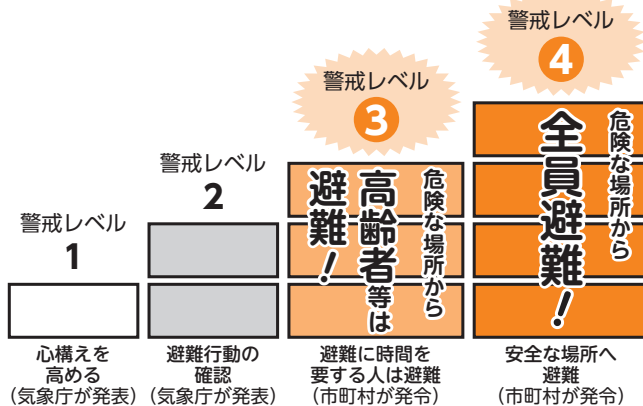 警戒レベル
1
心構えを
高める
(気象庁が発表)
警戒レベル
2
避難行動の
確認
(気象庁が発表)
警戒レベル
3
危険な場所から
高齢者等は
避難!
避難に時間を
要する人は避難
(市町村が発令)
警戒レベル
4
危険な場所から
全員避難!
安全な場所へ
避難
(市町村が発令)